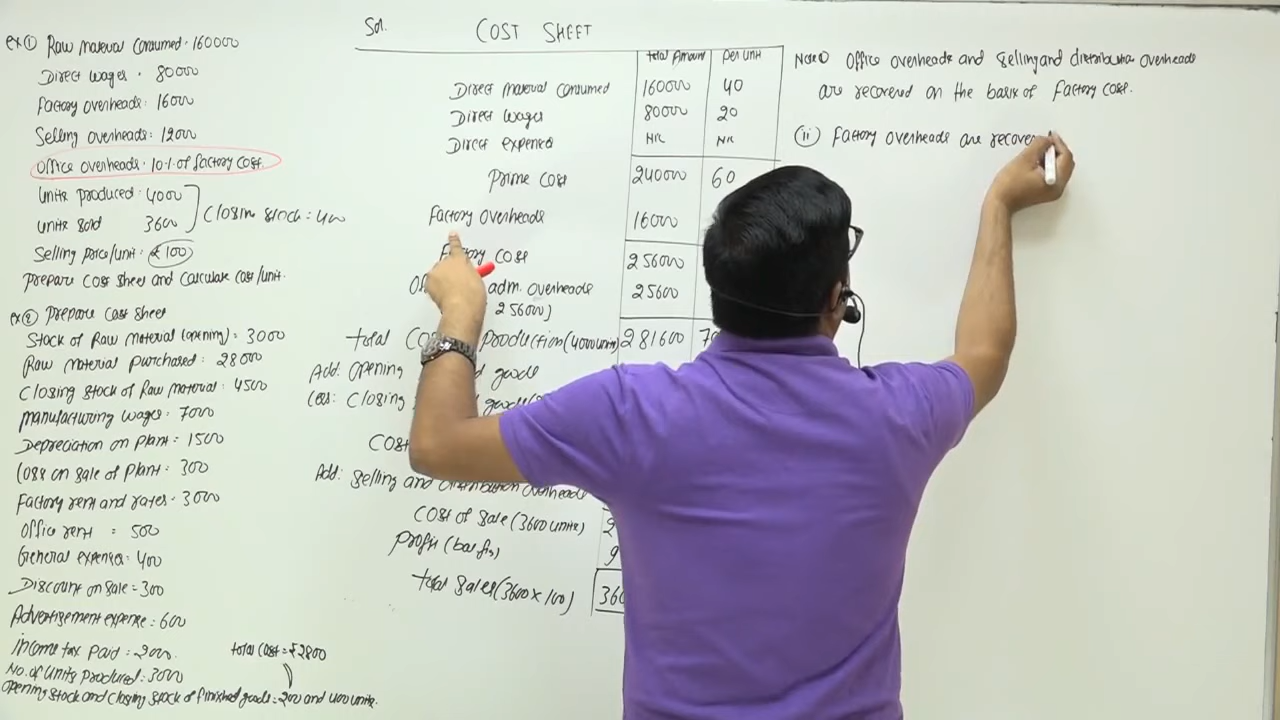 ex ① Raw material consumed: 160000
Direct wages: 80000
Factory overheads: 16000
Selling overheads: 12000
Office overheads: 10% of factory cost.
Units produced: 4000
Units sold 3600
Closing stock = 400
Selling price/unit: ₹100
Prepare cost sheet and calculate cost/unit.
ex ② Prepare cost sheet
Stock of Raw material (opening) = 3000
Raw material purchased: 28000
Closing stock of Raw material: 4500
Manufacturing wages: 7000
Depreciation on plant = 1500
Loss on sale of plant: 300
Factory rent and rates: 3000
Office rent = 500
General expenses: 400
Discount on sale = 300
Advertisement expense = 600
Income tax paid = 2000.
No. of units produced: 3000
total cost = ₹2800
Opening stock and closing stock of finished goods = 200 and 400 units.
Sol. COST SHEET
total Amount Per unit
Direct material consumed 160000 40
Direct wages 80000 20
Direct expenses NIL NIL
Prime cost 240000 60
Factory overheads 16000
Factory cost 256000
adm. overheads 25600
256000)
total production (4000 units) 281600
Add: opening goods
Less: closing
Add: Selling and distribution overheads
Cost of sale (3600 units)
Profit (bal fig)
total sales (3600 x 100)
Note ① Office overheads and selling and distribution overheads
are recovered on the basis of factory cost.
(ii) Factory overheads are